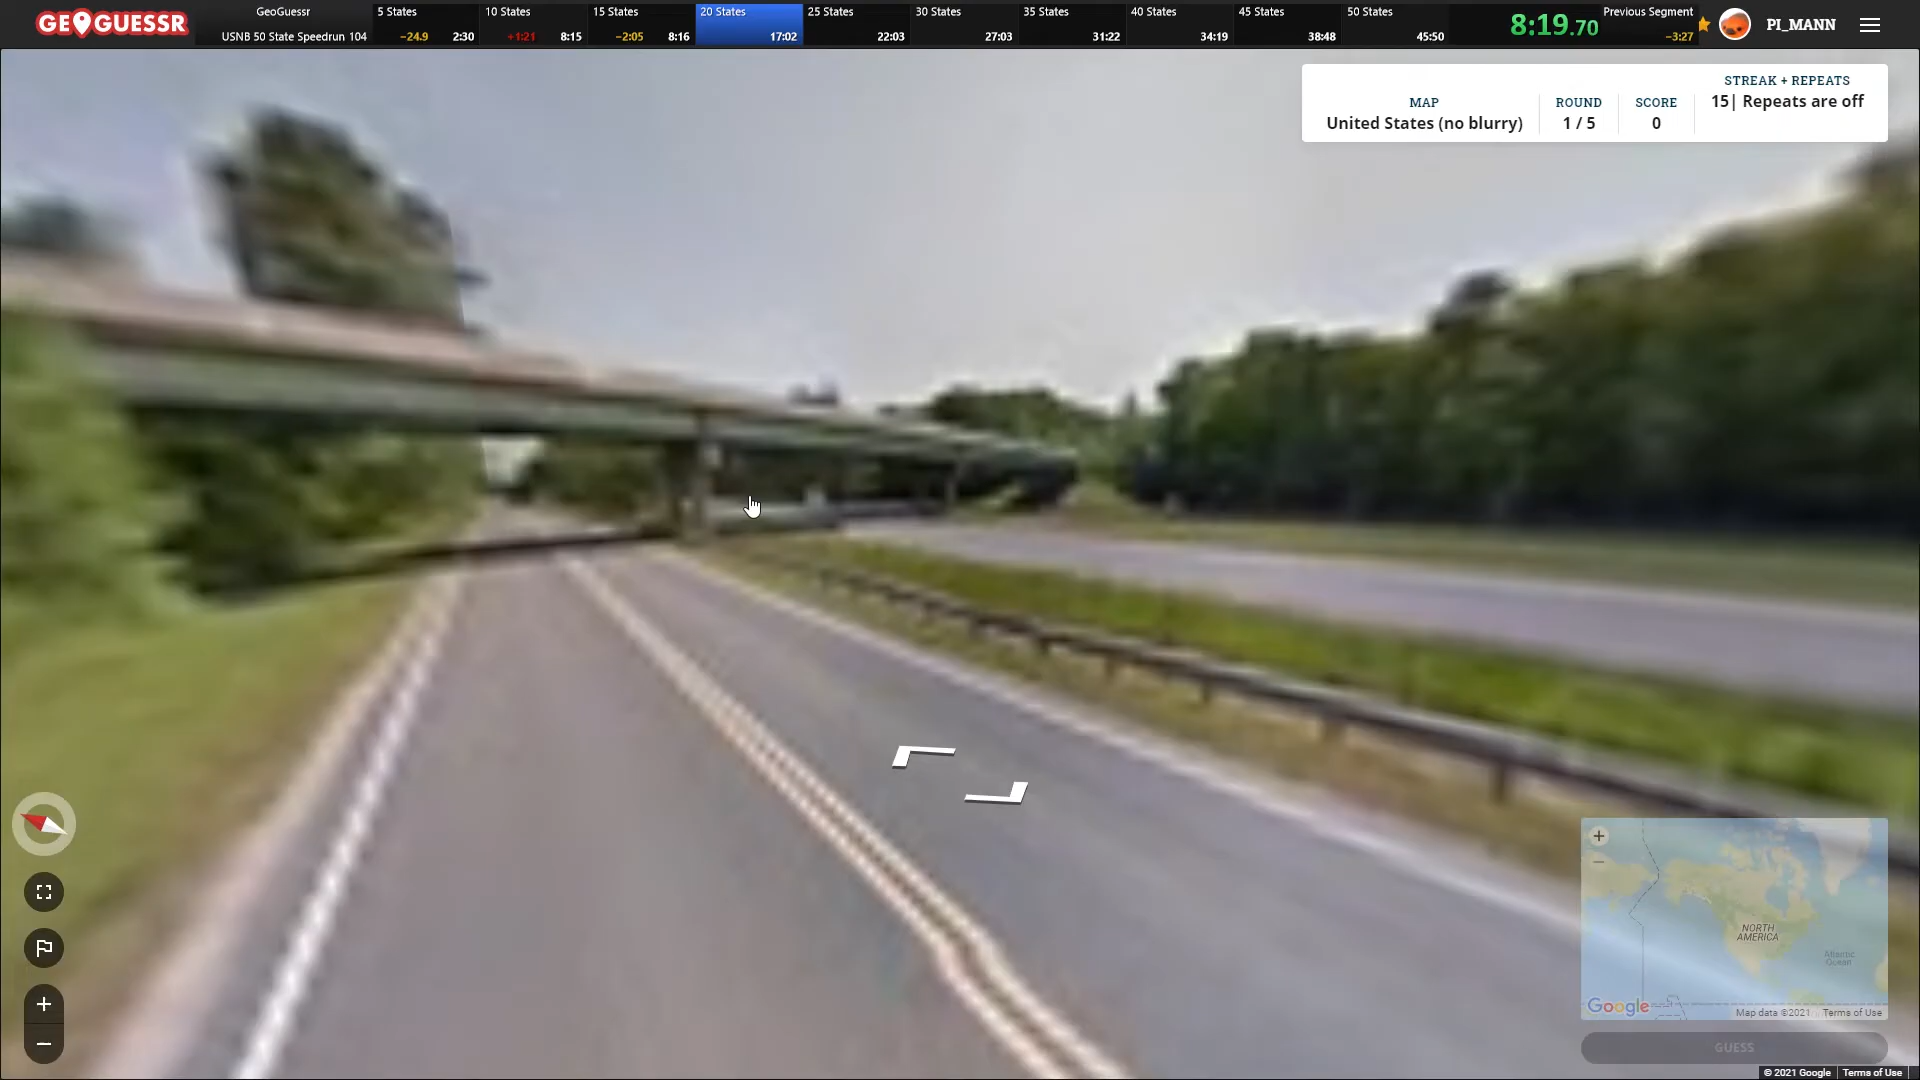 GEOGUESSR
GeoGuessr
USNB 50 State Speedrun 104
5 States
−24.9 2:30
10 States
+1:21 8:15
15 States
−2:05 8:16
20 States
17:02
25 States
22:03
30 States
27:03
35 States
31:22
40 States
34:19
45 States
38:48
50 States
45:50
8:19.70
Previous Segment
−3:27
PI_MANN
MAP
United States (no blurry)
ROUND
1 / 5
SCORE
0
STREAK + REPEATS
15| Repeats are off
NORTH
AMERICA
Atlantic
Ocean
Google
Map data ©2021 Terms of Use
GUESS
© 2021 Google Terms of Use